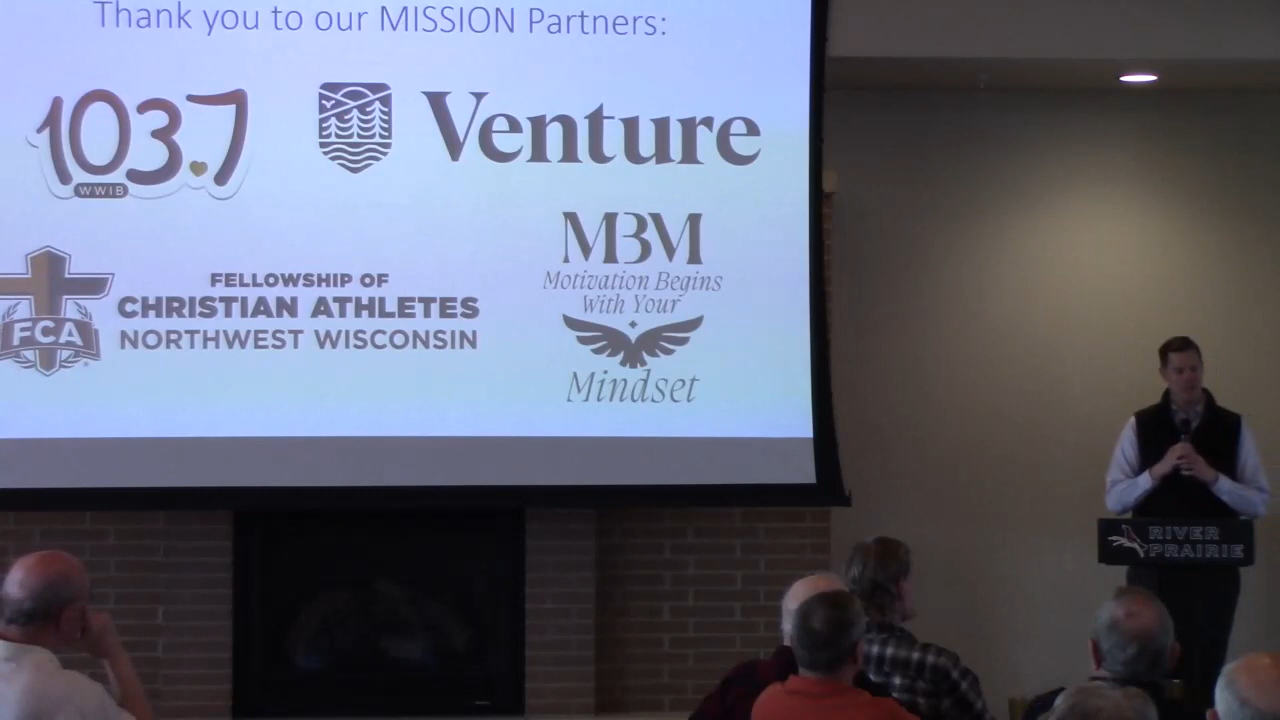 Thank you to our MISSION Partners:
103.7
WWIB
Venture
FCA
FELLOWSHIP OF
CHRISTIAN ATHLETES
NORTHWEST WISCONSIN
MBM
Motivation Begins
With Your
Mindset
RIVER
PRAIRIE